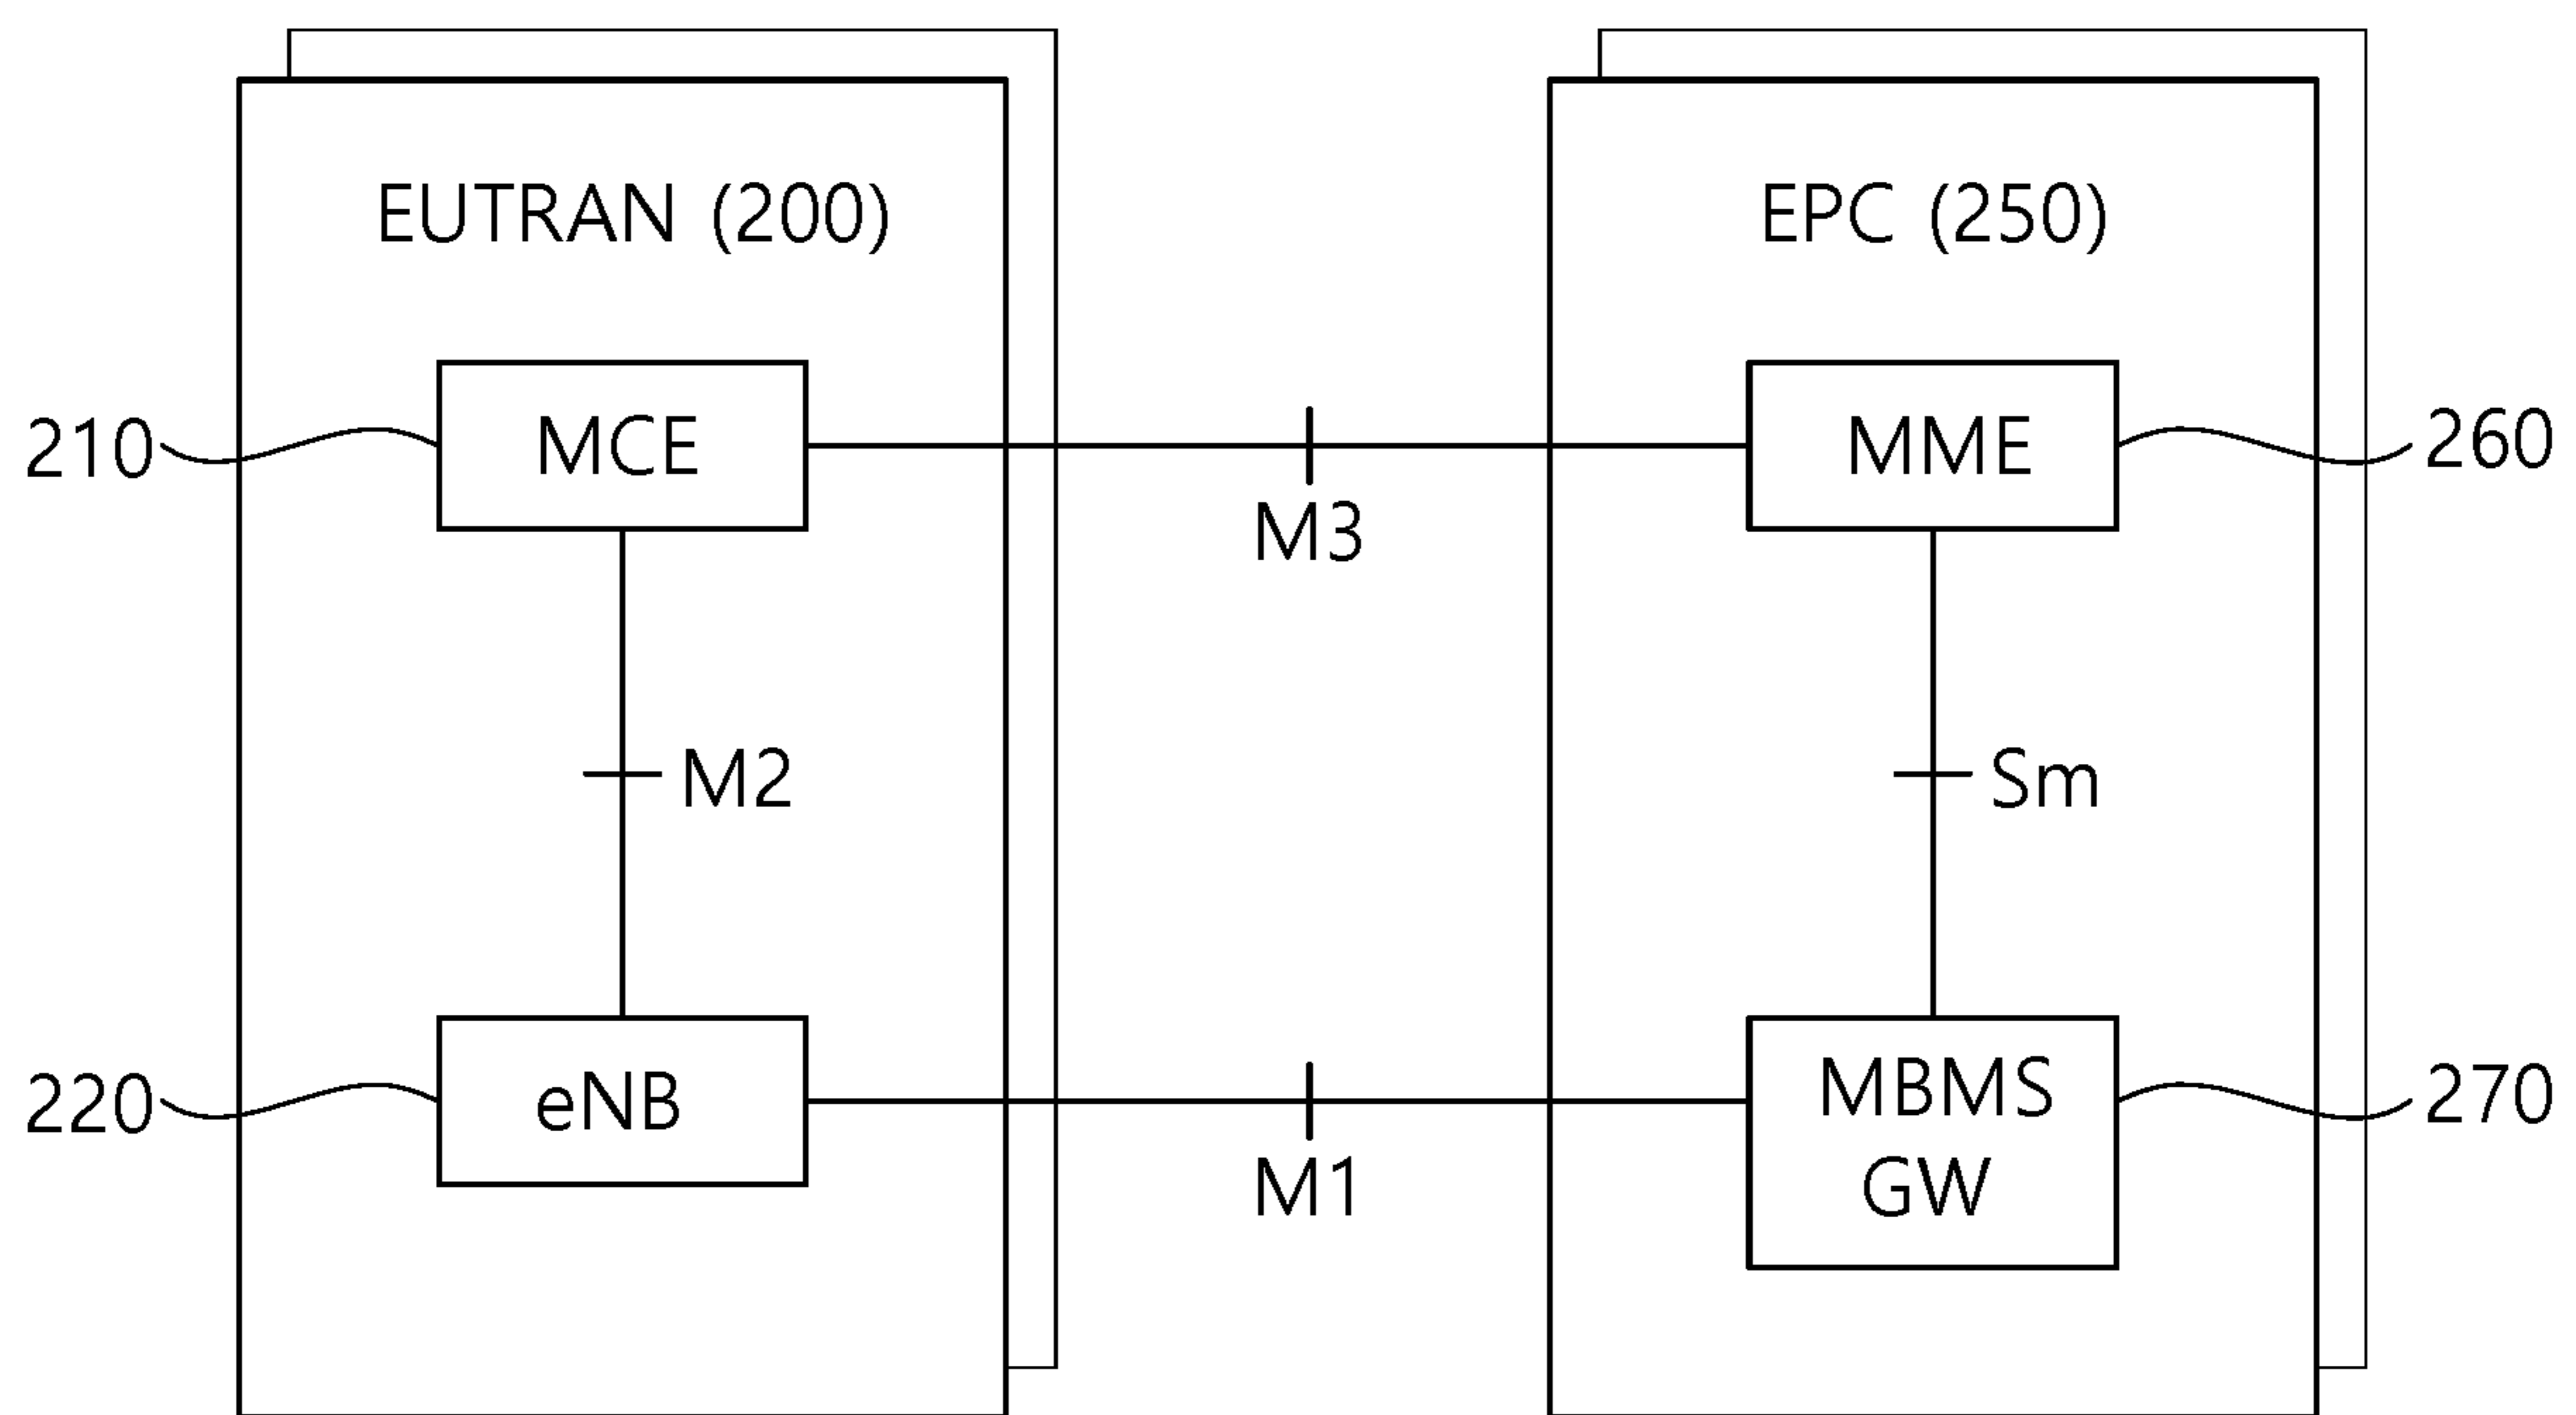 EUTRAN (200)
EPC (250)
210
MCE
MME
260
M3
M2
Sm
220
eNB
MBMS
GW
270
M1